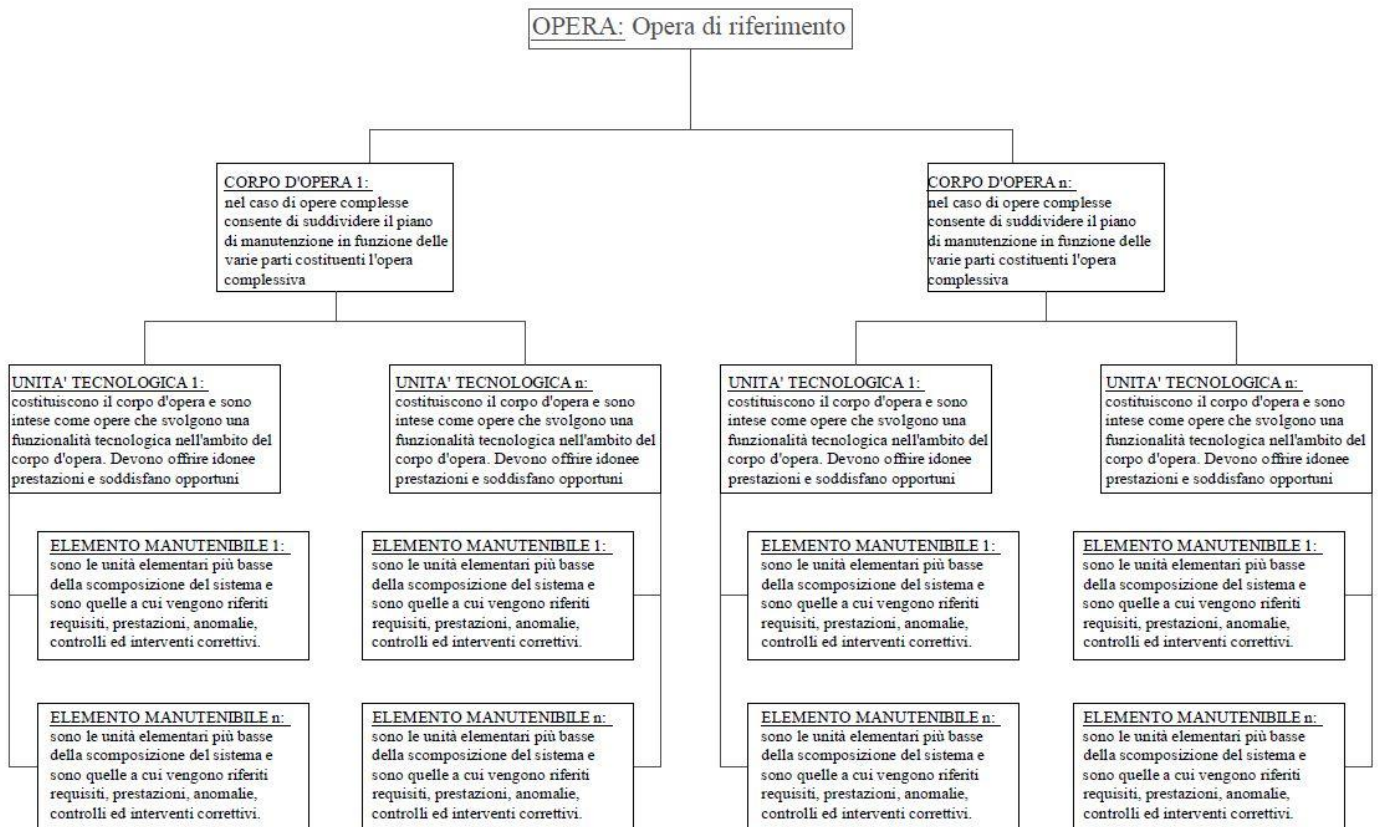 OPERA: Opera di riferimento
CORPO D'OPERA 1:
nel caso di opere complesse
consente di suddividere il piano
di manutenzione in funzione delle
varie parti costituenti l'opera
complessiva
CORPO D'OPERA n:
nel caso di opere complesse
consente di suddividere il piano
di manutenzione in funzione delle
varie parti costituenti l'opera
complessiva
UNITA' TECNOLOGICA 1:
costituiscono il corpo d'opera e sono
intese come opere che svolgono una
funzionalità tecnologica nell'ambito del
corpo d'opera. Devono offrire idonee
prestazioni e soddisfano opportuni
UNITA' TECNOLOGICA n:
costituiscono il corpo d'opera e sono
intese come opere che svolgono una
funzionalità tecnologica nell'ambito del
corpo d'opera. Devono offrire idonee
prestazioni e soddisfano opportuni
UNITA' TECNOLOGICA 1:
costituiscono il corpo d'opera e sono
intese come opere che svolgono una
funzionalità tecnologica nell'ambito del
corpo d'opera. Devono offrire idonee
prestazioni e soddisfano opportuni
UNITA' TECNOLOGICA n:
costituiscono il corpo d'opera e sono
intese come opere che svolgono una
funzionalità tecnologica nell'ambito del
corpo d'opera. Devono offrire idonee
prestazioni e soddisfano opportuni
ELEMENTO MANUTENIBILE 1:
sono le unità elementari più basse
della scomposizione del sistema e
sono quelle a cui vengono riferiti
requisiti, prestazioni, anomalie,
controlli ed interventi correttivi.
ELEMENTO MANUTENIBILE 1:
sono le unità elementari più basse
della scomposizione del sistema e
sono quelle a cui vengono riferiti
requisiti, prestazioni, anomalie,
controlli ed interventi correttivi.
ELEMENTO MANUTENIBILE 1:
sono le unità elementari più basse
della scomposizione del sistema e
sono quelle a cui vengono riferiti
requisiti, prestazioni, anomalie,
controlli ed interventi correttivi.
ELEMENTO MANUTENIBILE 1:
sono le unità elementari più basse
della scomposizione del sistema e
sono quelle a cui vengono riferiti
requisiti, prestazioni, anomalie,
controlli ed interventi correttivi.
ELEMENTO MANUTENIBILE n:
sono le unità elementari più basse
della scomposizione del sistema e
sono quelle a cui vengono riferiti
requisiti, prestazioni, anomalie,
controlli ed interventi correttivi.
ELEMENTO MANUTENIBILE n:
sono le unità elementari più basse
della scomposizione del sistema e
sono quelle a cui vengono riferiti
requisiti, prestazioni, anomalie,
controlli ed interventi correttivi.
ELEMENTO MANUTENIBILE n:
sono le unità elementari più basse
della scomposizione del sistema e
sono quelle a cui vengono riferiti
requisiti, prestazioni, anomalie,
controlli ed interventi correttivi.
ELEMENTO MANUTENIBILE n:
sono le unità elementari più basse
della scomposizione del sistema e
sono quelle a cui vengono riferiti
requisiti, prestazioni, anomalie,
controlli ed interventi correttivi.